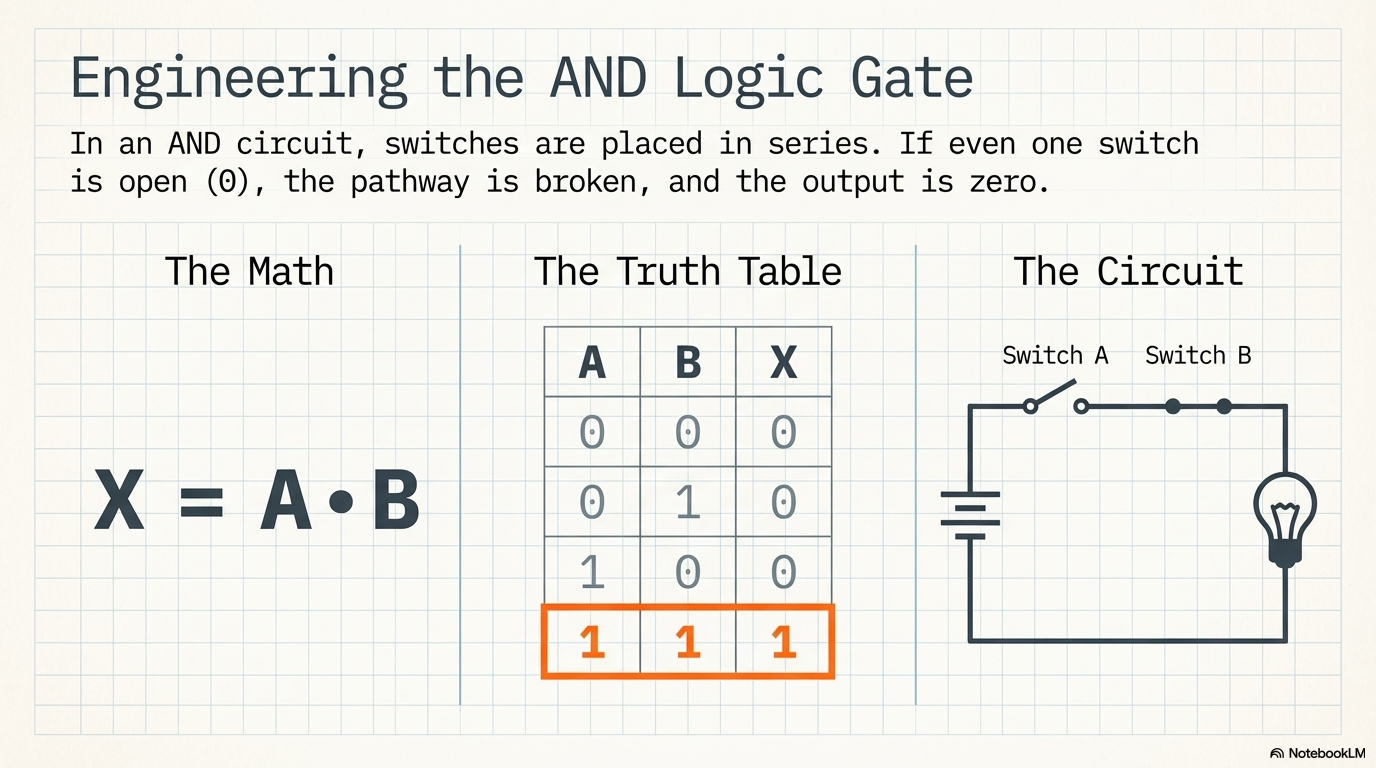 Engineering the AND Logic Gate
In an AND circuit, switches are placed in series. If even one switch
is open (0), the pathway is broken, and the output is zero.
The Math
X = A•B
The Truth Table
A B X
0 0 0
0 1 0
1 0 0
1 1 1
The Circuit
Switch A Switch B
NotebookLM